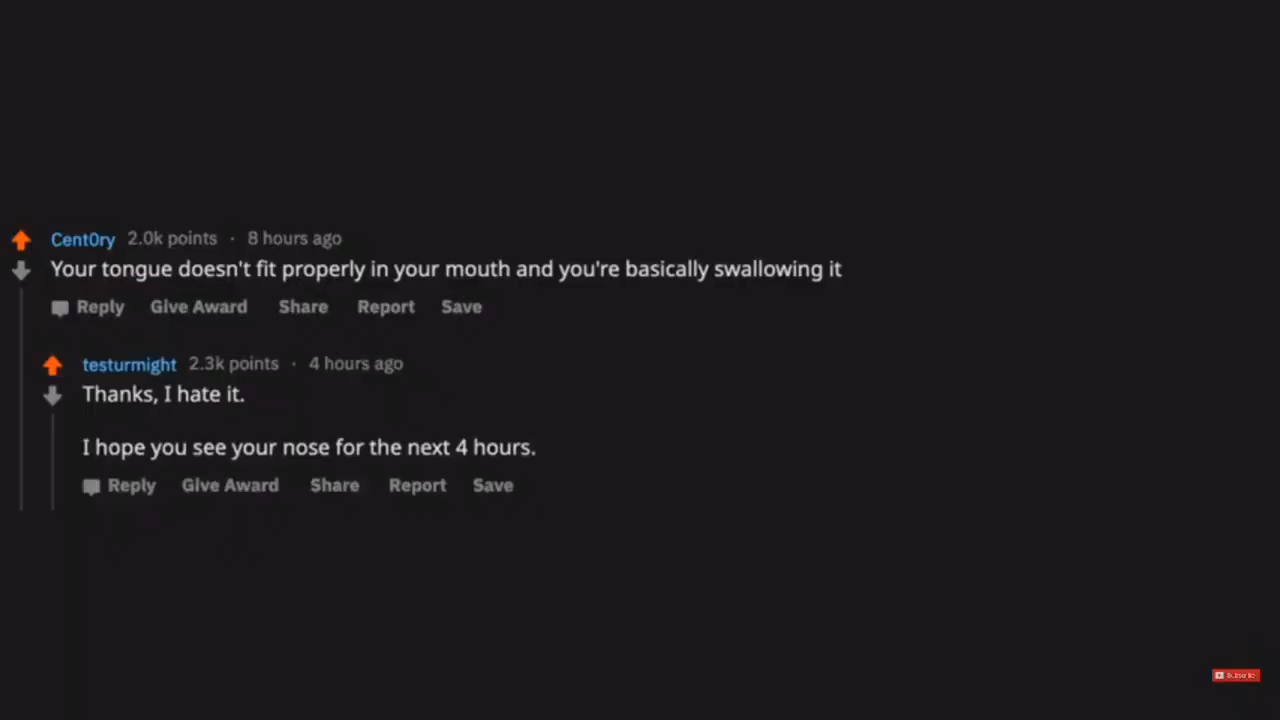 Cent0ry 2.0k points · 8 hours ago
Your tongue doesn't fit properly in your mouth and you're basically swallowing it
Reply Give Award Share Report Save
testurmight 2.3k points · 4 hours ago
Thanks, I hate it.
I hope you see your nose for the next 4 hours.
Reply Give Award Share Report Save
Subscribe